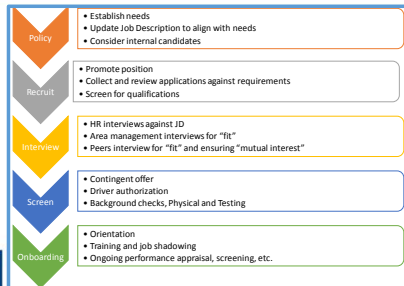 Policy
• Establish needs
• Update Job Description to align with needs
• Consider internal candidates
Recruit
• Promote position
• Collect and review applications against requirements
• Screen for qualifications
Interview
• HR interviews against JD
• Area management interviews for "fit"
• Peers interview for "fit" and ensuring "mutual interest"
Screen
• Contingent offer
• Driver authorization
• Background checks, Physical and Testing
Onboarding
• Orientation
• Training and job shadowing
• Ongoing performance appraisal, screening, etc.